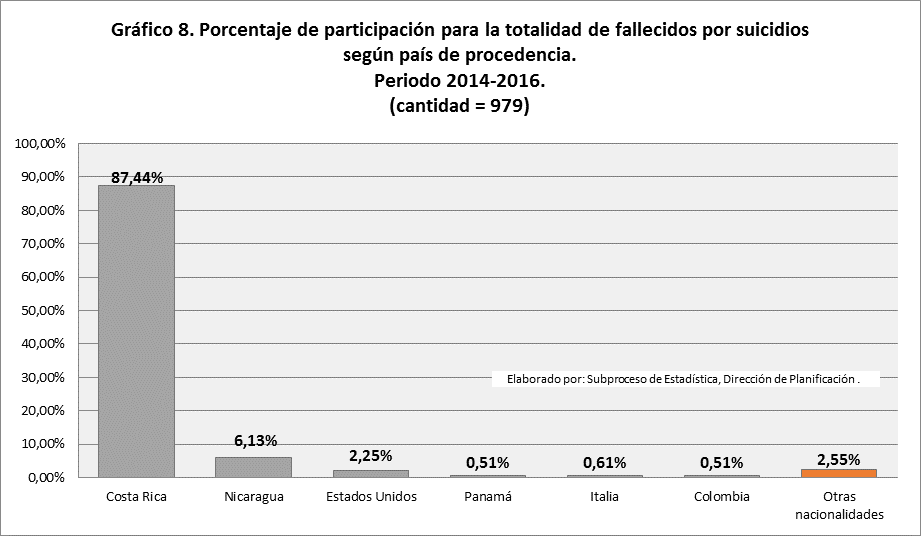 Gráfico 8. Porcentaje de participación para la totalidad de fallecidos por suicidios
según país de procedencia.
Periodo 2014-2016.
(cantidad = 979)
100,00%
90,00%
80,00%
70,00%
60,00%
50,00%
40,00%
30,00%
20,00%
10,00%
0,00%
87,44%
6,13%
2,25%
0,51%
0,61%
0,51%
2,55%
Elaborado por: Subproceso de Estadística, Dirección de Planificación .
Costa Rica
Nicaragua
Estados Unidos
Panamá
Italia
Colombia
Otras
nacionalidades